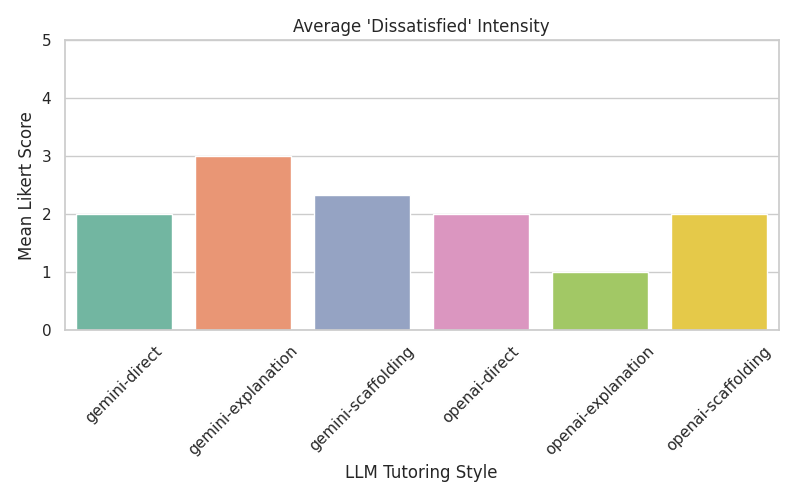 Average 'Dissatisfied' Intensity
Mean Likert Score
5
4
3
2
1
0
gemini-direct
gemini-explanation
gemini-scaffolding
openai-direct
openai-explanation
openai-scaffolding
LLM Tutoring Style